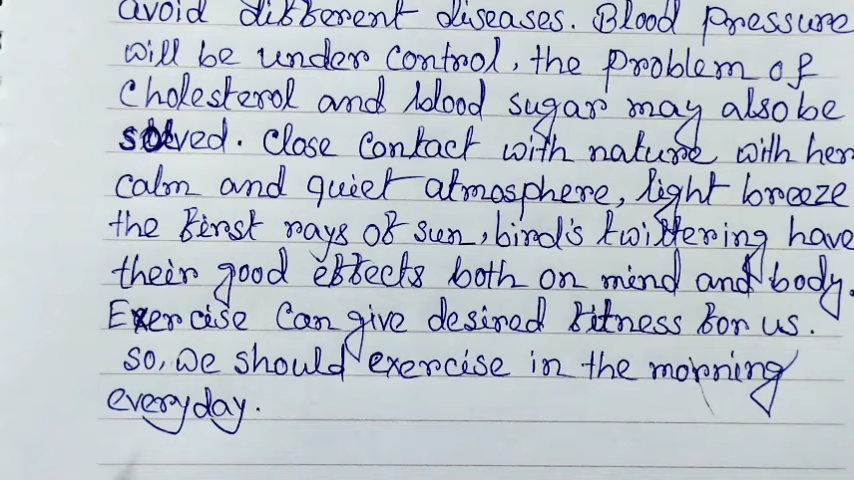 avoid different diseases. Blood pressure
will be under control, the problem of
cholesterol and blood sugar may also be
solved. Close contact with nature with her
calm and quiet atmosphere, light breeze
the first rays of sun, bird's twittering have
their good effects both on mind and body.
Exercise can give desired fitness for us.
so, we should exercise in the morning
everyday.